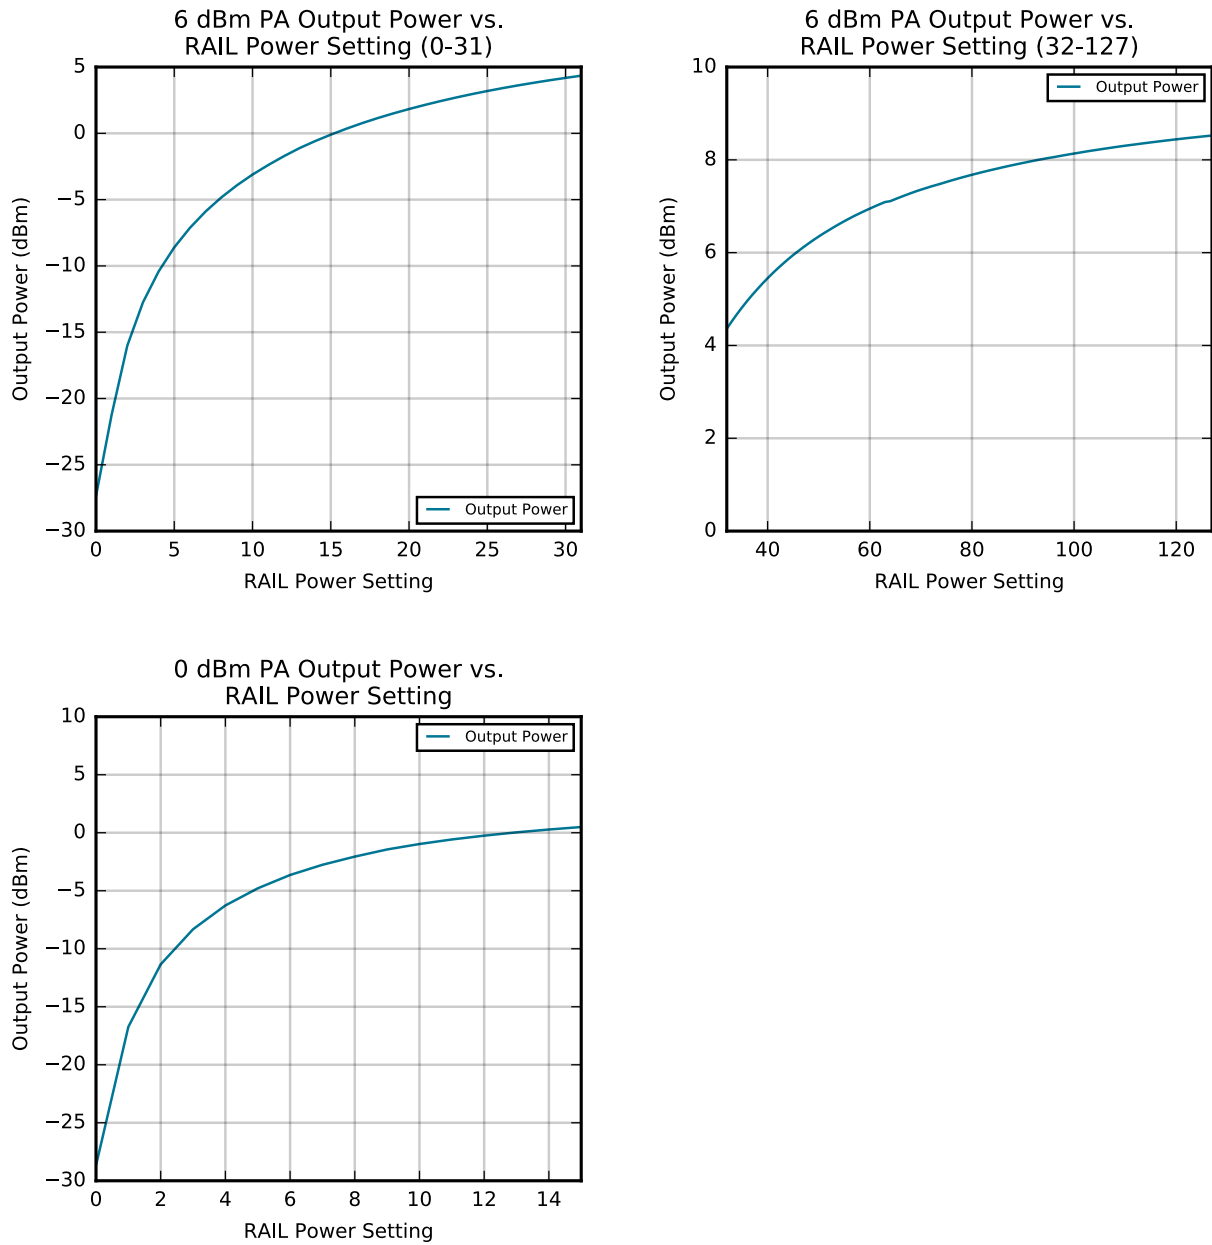 6 dBm PA Output Power vs.
RAIL Power Setting (0-31)
Output Power (dBm)
5
0
−5
−10
−15
−20
−25
−30
Output Power
0 5 10 15 20 25 30
RAIL Power Setting
6 dBm PA Output Power vs.
RAIL Power Setting (32-127)
Output Power (dBm)
10
8
6
4
2
0
Output Power
40 60 80 100 120
RAIL Power Setting
0 dBm PA Output Power vs.
RAIL Power Setting
Output Power (dBm)
10
5
0
−5
−10
−15
−20
−25
−30
Output Power
0 2 4 6 8 10 12 14
RAIL Power Setting